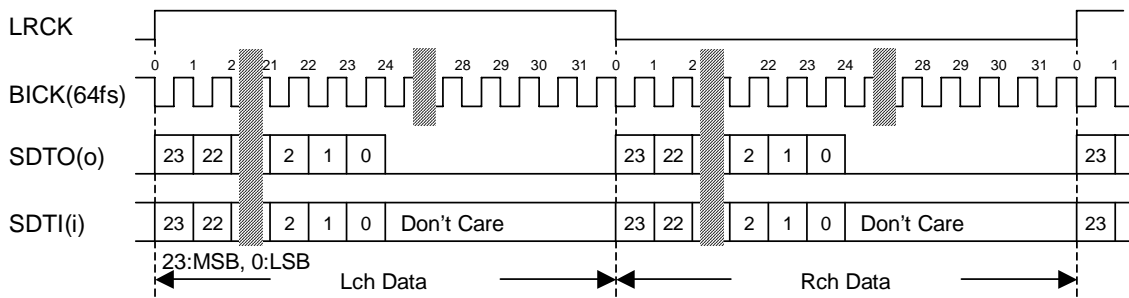 LRCK
0 1 2 21 22 23 24 28 29 30 31 0 1 2 22 23 24 28 29 30 31 0 1
BICK(64fs)
SDTO(o) 23 22 2 1 0 23 22 2 1 0 23
SDTI(i) 23 22 2 1 0 Don't Care 23 22 2 1 0 Don't Care 23
23:MSB, 0:LSB
Lch Data Rch Data